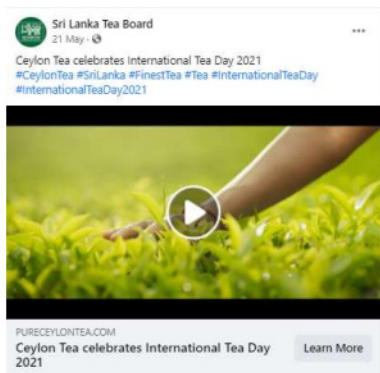 Sri Lanka Tea Board
21 May ·
Ceylon Tea celebrates International Tea Day 2021
#CeylonTea #SriLanka #FinestTea #Tea #InternationalTeaDay
#InternationalTeaDay2021
PURECEYLONTEA.COM
Ceylon Tea celebrates International Tea Day
2021
Learn More